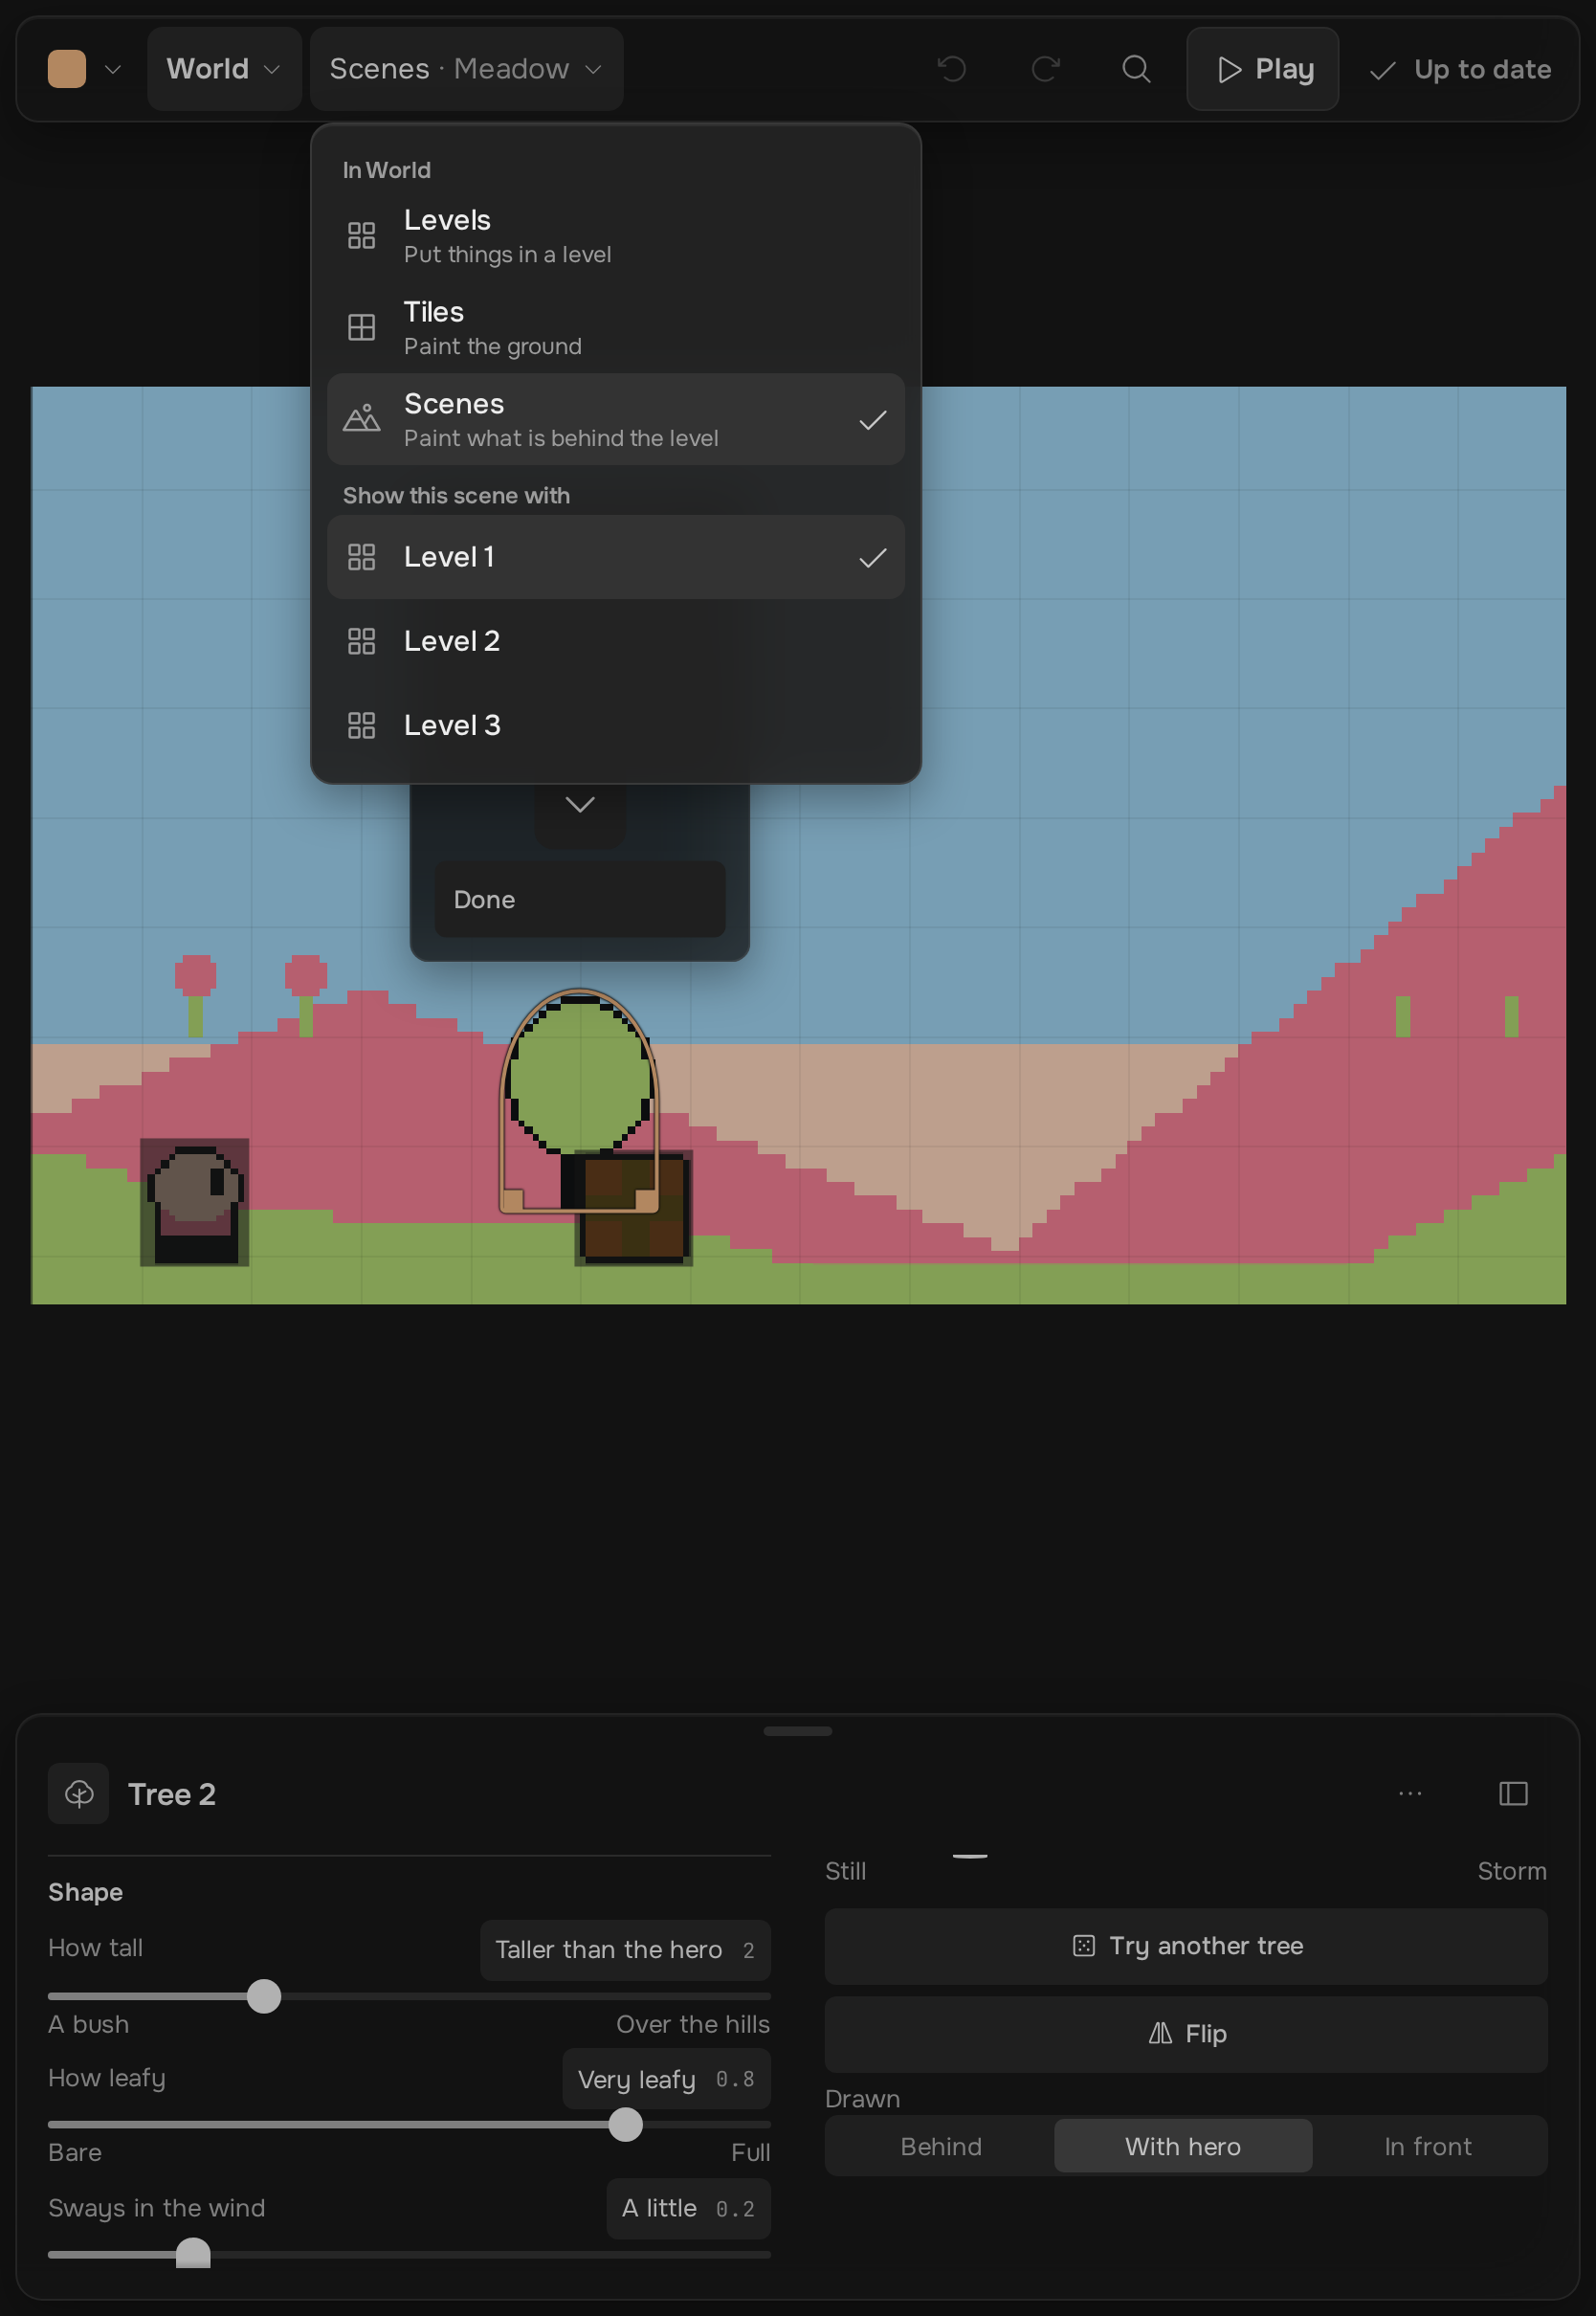 World
Scenes · Meadow
Play
Up to date
In World
Levels
Put things in a level
Tiles
Paint the ground
Scenes
Paint what is behind the level
Show this scene with
Level 1
Level 2
Level 3
Done
Tree 2
Shape
How tall
Taller than the hero 2
A bush
Over the hills
How leafy
Very leafy 0.8
Bare
Full
Sways in the wind
A little 0.2
Still
Storm
Try another tree
Flip
Drawn
Behind
With hero
In front